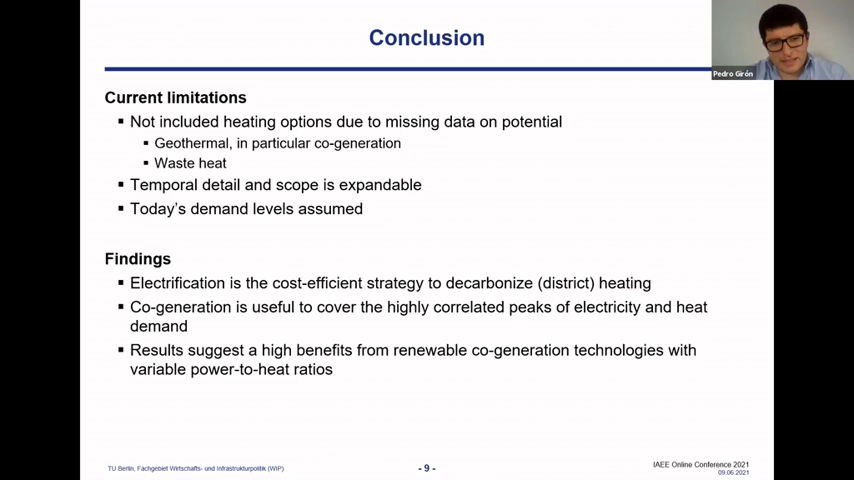 Conclusion
Pedro Girón
Current limitations
▪ Not included heating options due to missing data on potential
▪ Geothermal, in particular co-generation
▪ Waste heat
▪ Temporal detail and scope is expandable
▪ Today's demand levels assumed
Findings
▪ Electrification is the cost-efficient strategy to decarbonize (district) heating
▪ Co-generation is useful to cover the highly correlated peaks of electricity and heat
demand
▪ Results suggest a high benefits from renewable co-generation technologies with
variable power-to-heat ratios
TU Berlin, Fachgebiet Wirtschafts- und Infrastrukturpolitik (WIP)
- 9 -
IAEE Online Conference 2021
09.06.2021